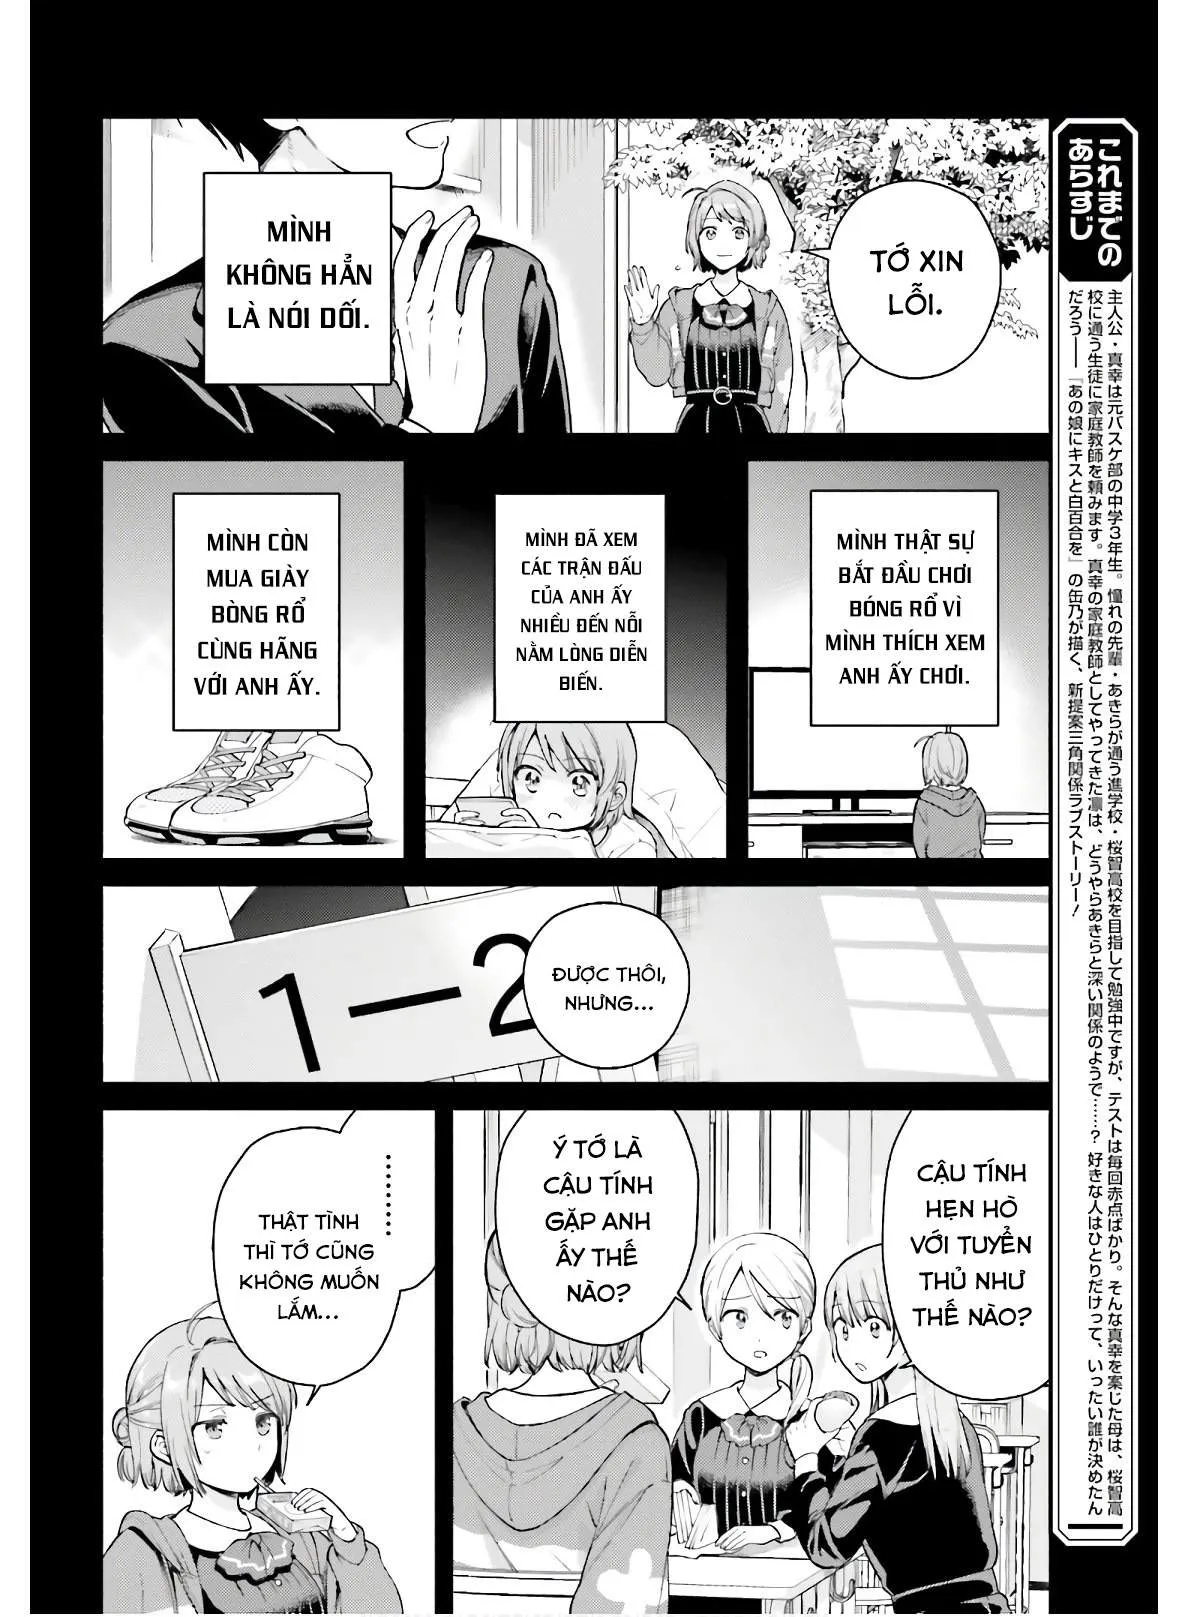 これまでの
あらすじ
主人公・真幸は元バスケ部の中学3年生。憧れの先輩・あきらが通う進学校・桜智高校を目指して勉強中ですが、テストは毎回赤点ばかり。そんな真幸を案じた母は、桜智高
校に通う生徒に家庭教師を頼みます。真幸の家庭教師としてやってきた凛は、どうやらあきらと深い関係のようで……? 好きな人はひとりだけって、いったい誰が決めたん
だろう――『あの娘にキスと白百合を』の缶乃が描く、新提案三角関係ラブストーリー!
TỚ XIN
LỖI.
MÌNH
KHÔNG HẲN
LÀ NÓI DỐI.
MÌNH THẬT SỰ
BẮT ĐẦU CHƠI
BÓNG RỔ VÌ
MÌNH THÍCH XEM
ANH ẤY CHƠI.
MÌNH ĐÃ XEM
CÁC TRẬN ĐẤU
CỦA ANH ẤY
NHIỀU ĐẾN NỖI
NẰM LÒNG DIỄN
BIẾN.
MÌNH CÒN
MUA GIÀY
BÒNG RỔ
CÙNG HÃNG
VỚI ANH ẤY.
1-2
ĐƯỢC THÔI,
NHƯNG...
CẬU TÍNH
HẸN HÒ
VỚI TUYỂN
THỦ NHƯ
THẾ NÀO?
Ý TỚ LÀ
CẬU TÍNH
GẶP ANH
ẤY THẾ
NÀO?
........
THẬT TÌNH
THÌ TỚ CŨNG
KHÔNG MUỐN
LẮM...